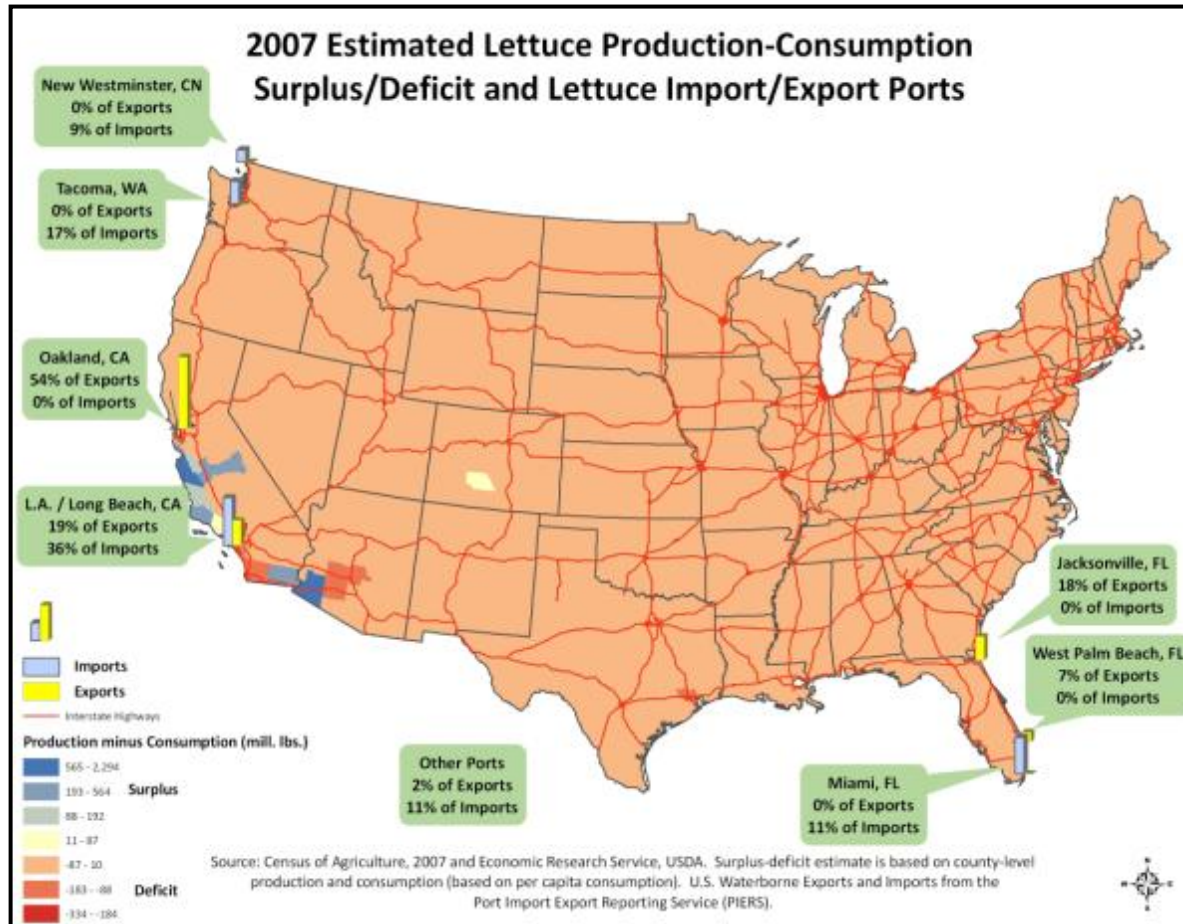 2007 Estimated Lettuce Production-Consumption
Surplus/Deficit and Lettuce Import/Export Ports
New Westminster, CN
0% of Exports
9% of Imports
Tacoma, WA
0% of Exports
17% of Imports
Oakland, CA
54% of Exports
0% of Imports
L.A. / Long Beach, CA
19% of Exports
36% of Imports
Jacksonville, FL
18% of Exports
0% of Imports
West Palm Beach, FL
7% of Exports
0% of Imports
Miami, FL
0% of Exports
11% of Imports
Other Ports
2% of Exports
11% of Imports
Imports
Exports
Interstate Highways
Production minus Consumption (mill. lbs.)
565 - 2,294
193 - 564
Surplus
88 - 192
11 - 87
-87 - 10
-183 - -88
Deficit
-334 - -184
Source: Census of Agriculture, 2007 and Economic Research Service, USDA. Surplus-deficit estimate is based on county-level
production and consumption (based on per capita consumption). U.S. Waterborne Exports and Imports from the
Port Import Export Reporting Service (PIERS).